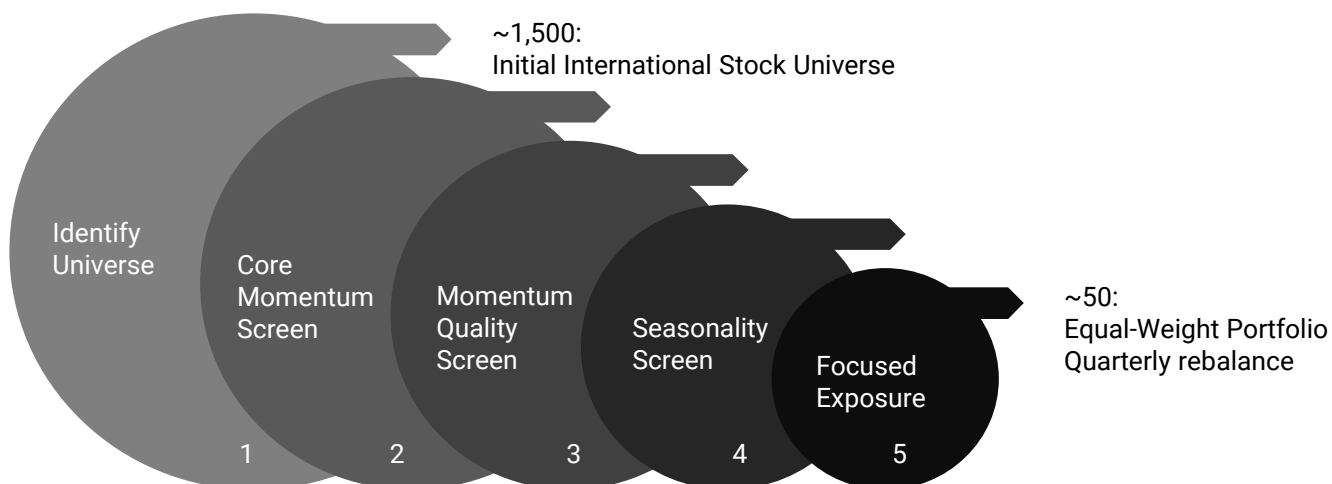 ~1,500:
Initial International Stock Universe
Identify
Universe
Core
Momentum
Screen
Momentum
Quality
Screen
Seasonality
Screen
Focused
Exposure
~50:
Equal-Weight Portfolio
Quarterly rebalance
1
2
3
4
5